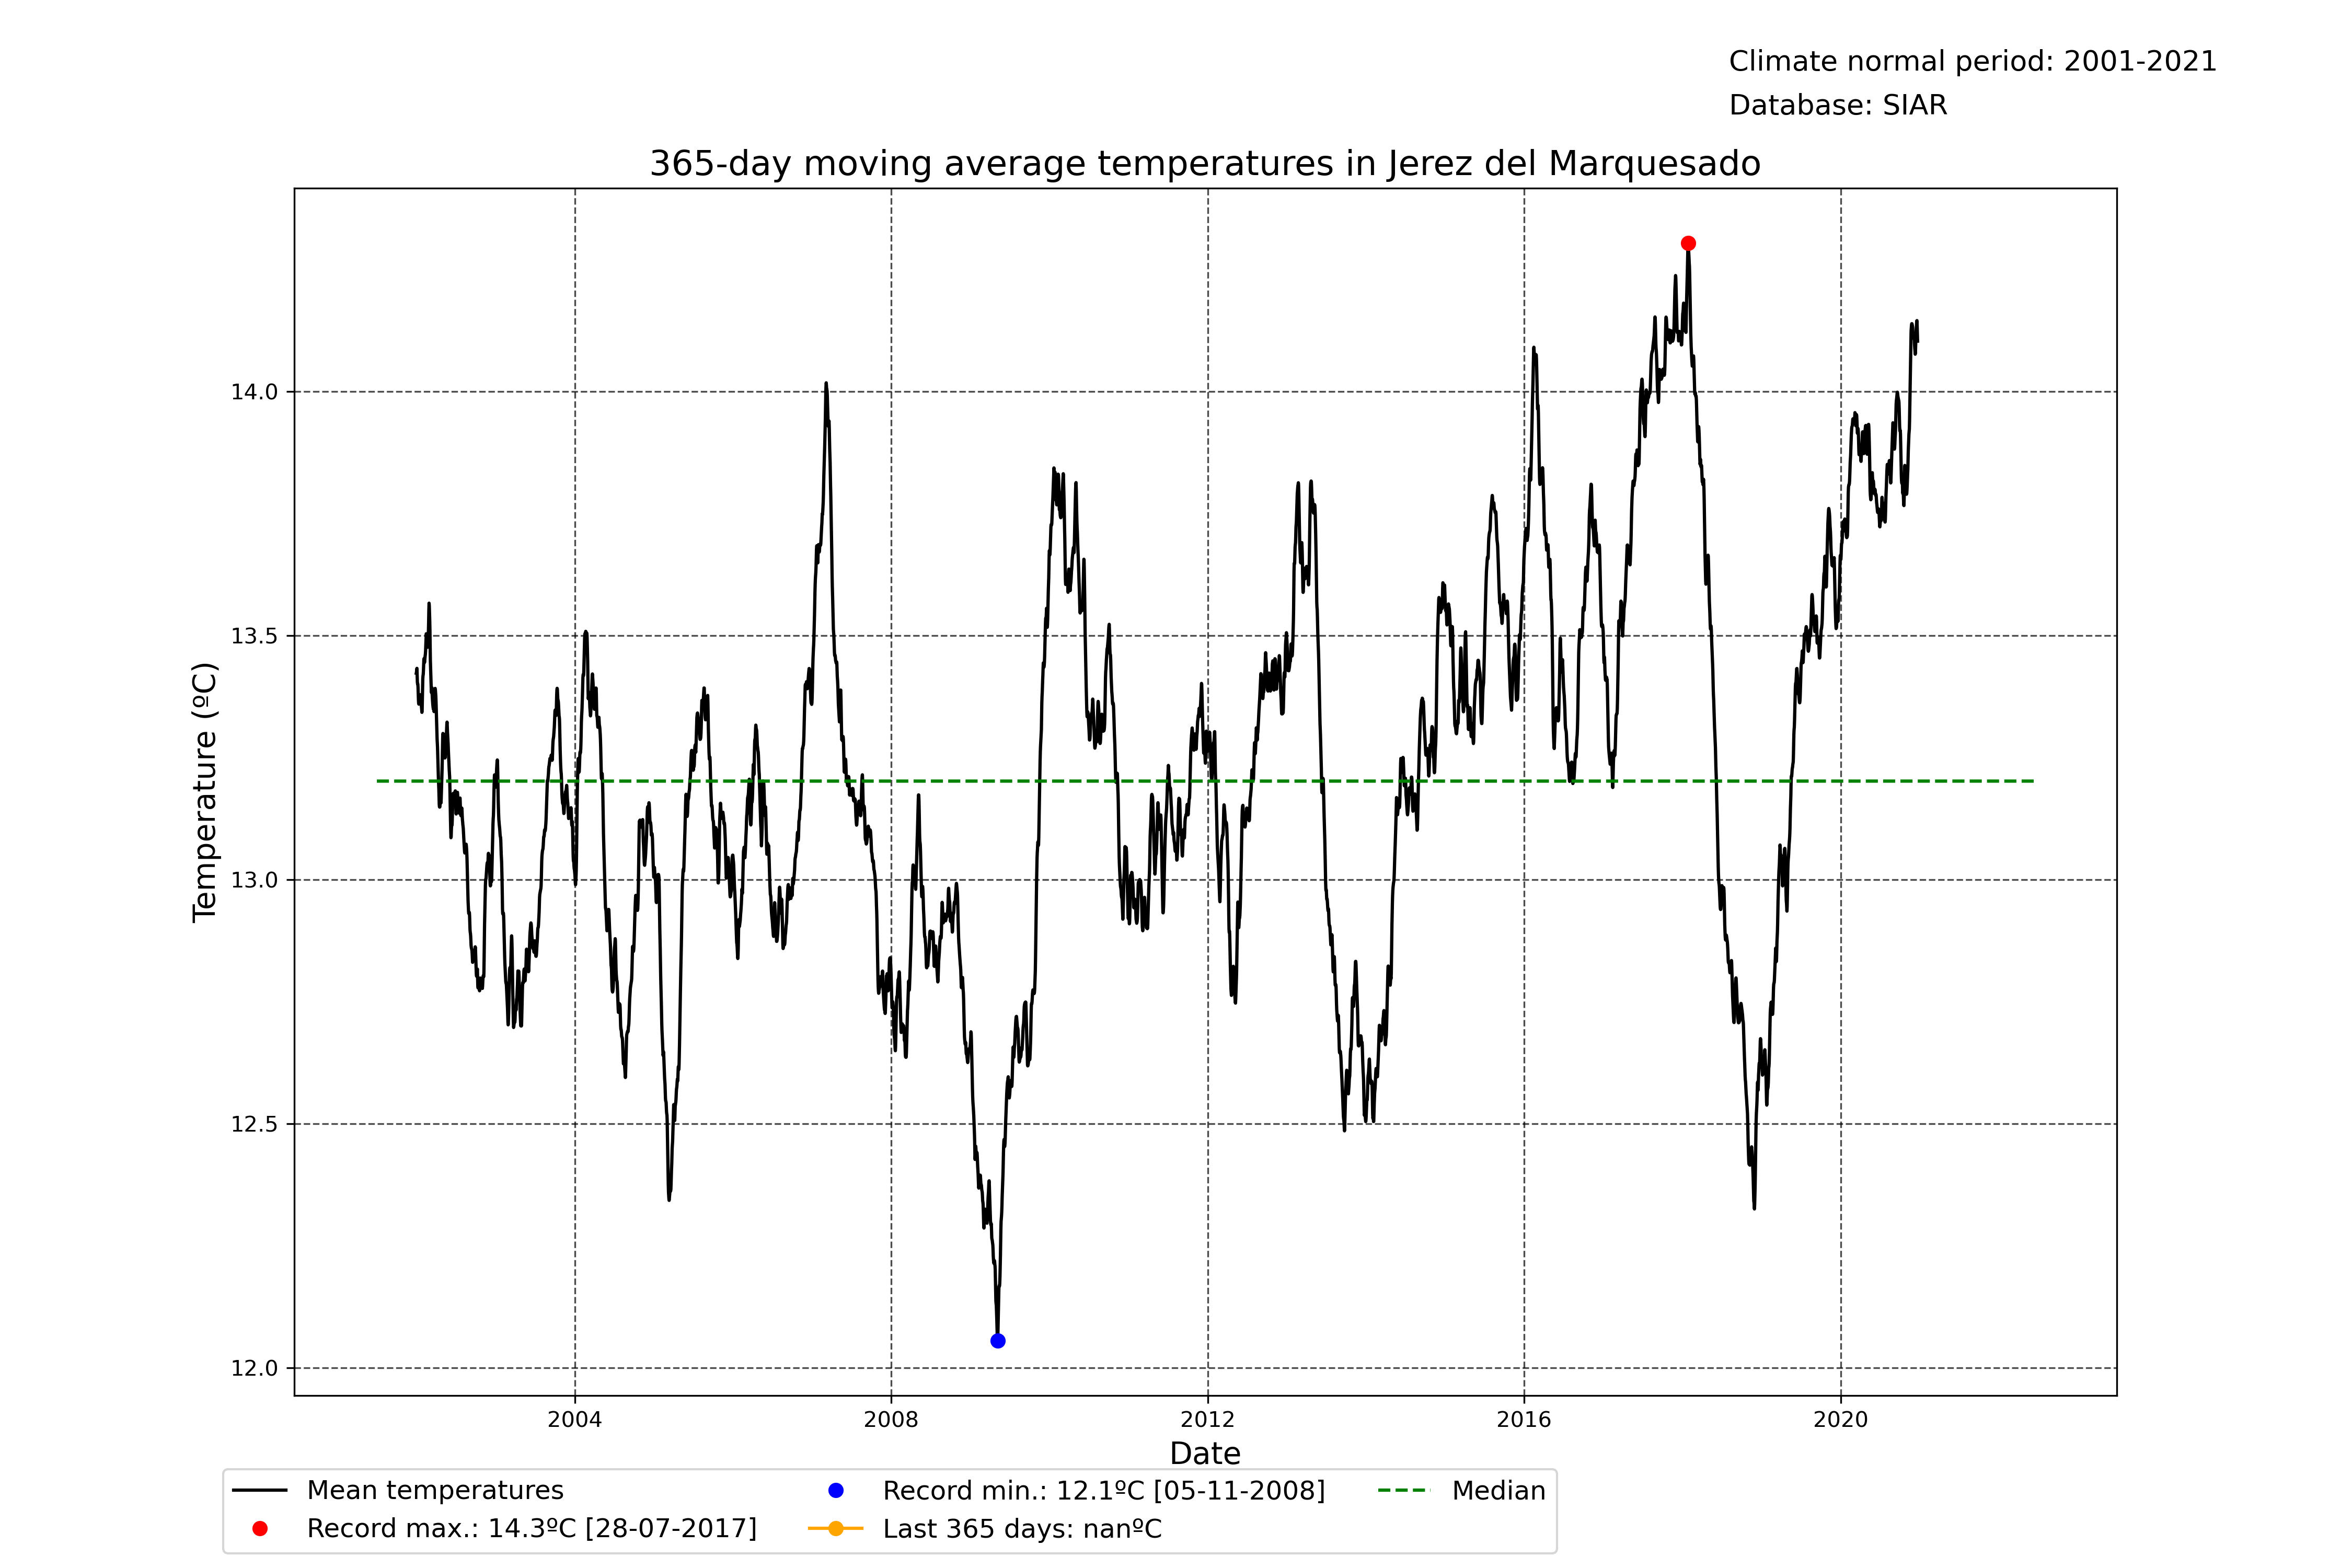 Climate normal period: 2001-2021
Database: SIAR
365-day moving average temperatures in Jerez del Marquesado
Temperature (ºC)
14.0
13.5
13.0
12.5
12.0
2004 2008 2012 2016 2020
Date
Mean temperatures
Record max.: 14.3ºC [28-07-2017]
Record min.: 12.1ºC [05-11-2008]
Last 365 days: nanºC
Median